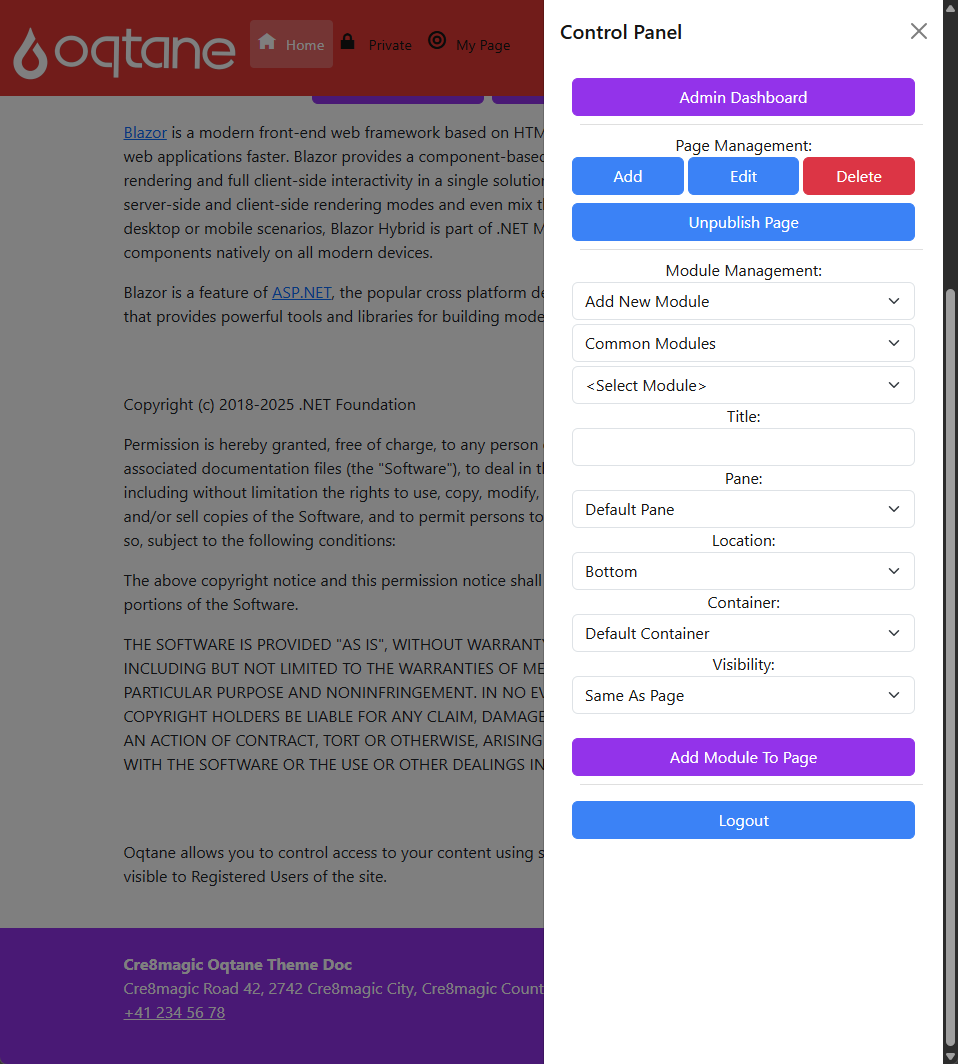 oqtane
Home
Private
My Page
Blazor is a modern front-end web framework based on HTM
web applications faster. Blazor provides a component-based
rendering and full client-side interactivity in a single solution
server-side and client-side rendering modes and even mix
desktop or mobile scenarios, Blazor Hybrid is part of .NET
components natively on all modern devices.
Blazor is a feature of ASP.NET, the popular cross platform
that provides powerful tools and libraries for building
Copyright (c) 2018-2025 .NET Foundation
Permission is hereby granted, free of charge, to any person
associated documentation files (the "Software"), to deal in
including without limitation the rights to use, copy, modify,
and/or sell copies of the Software, and to permit persons to
so, subject to the following conditions:
The above copyright notice and this permission notice shall
portions of the Software.
THE SOFTWARE IS PROVIDED "AS IS", WITHOUT WARRANTY
INCLUDING BUT NOT LIMITED TO THE WARRANTIES OF ME
PARTICULAR PURPOSE AND NONINFRINGEMENT. IN NO EV
COPYRIGHT HOLDERS BE LIABLE FOR ANY CLAIM, DAMAGE
AN ACTION OF CONTRACT, TORT OR OTHERWISE, ARISING
WITH THE SOFTWARE OR THE USE OR OTHER DEALINGS IN
Oqtane allows you to control access to your content using s
visible to Registered Users of the site.
Cre8magic Oqtane Theme Doc
Cre8magic Road 42, 2742 Cre8magic City, Cre8magic Count
+41 234 56 78
Control Panel
Admin Dashboard
Page Management:
Add
Edit
Delete
Unpublish Page
Module Management:
Add New Module
Common Modules
<Select Module>
Title:
Pane:
Default Pane
Location:
Bottom
Container:
Default Container
Visibility:
Same As Page
Add Module To Page
Logout